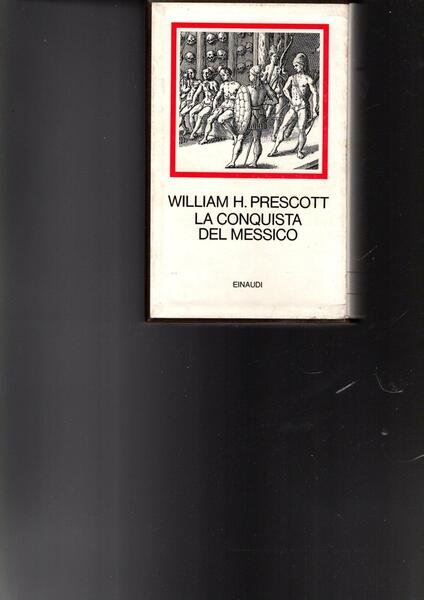 WILLIAM H. PRESCOTT
LA CONQUISTA
DEL MESSICO
EINAUDI